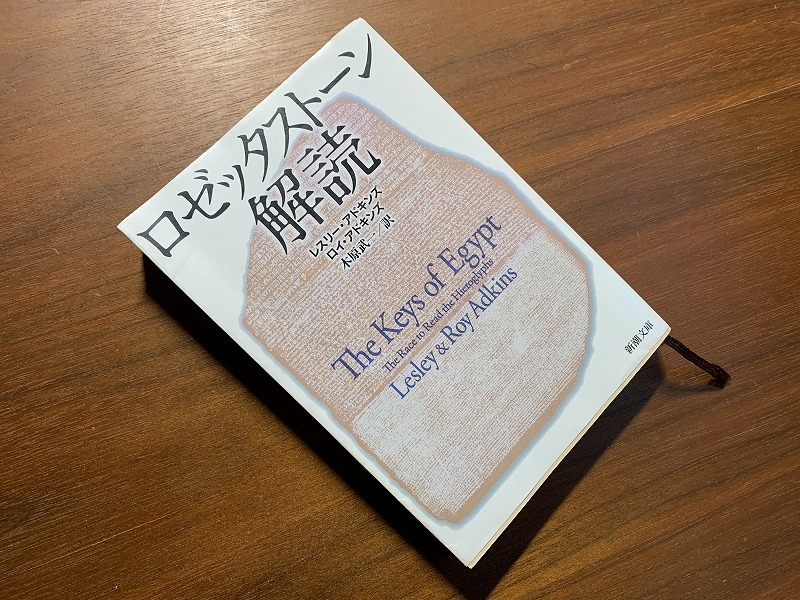 ロゼッタストーン
解読
レスリー・アドキンズ
ロイ・アドキンズ
木原武一 訳
The Keys of Egypt
The Race to Read the Hieroglyphs
Lesley & Roy Adkins
新潮文庫